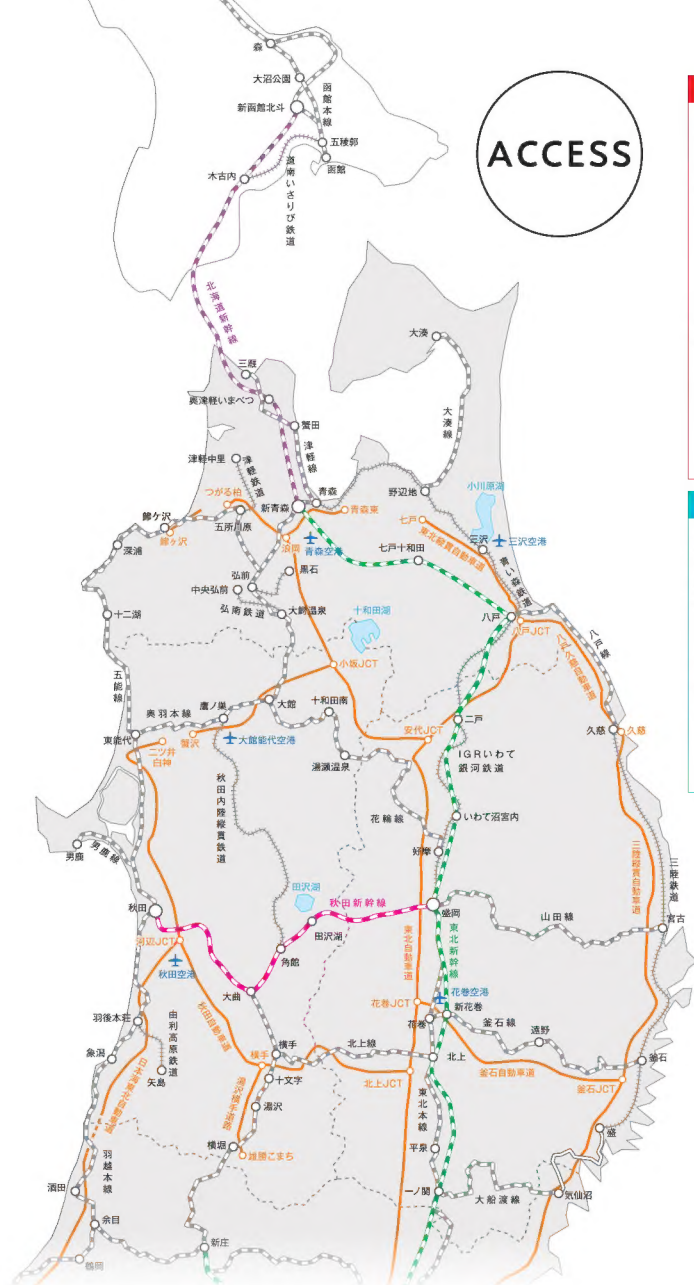 森
大沼公園
函館本線
新函館北斗
五稜郭
函館
木古内
道南いさりび鉄道
ACCESS
北海道新幹線
大湊
三厩
奥津軽いまべつ
大湊線
蟹田
津軽線
津軽中里
津軽鉄道
小川原湖
つがる柏
青森
野辺地
新青森
青森東
鰺ヶ沢
五所川原
七戸
鰺ヶ沢
浪岡
青森空港
東北縦貫自動車道
三沢
三沢空港
深浦
七戸十和田
青い森鉄道
黒石
弘前
中央弘前
弘南鉄道
大鰐温泉
十二湖
十和田湖
八戸
八戸JCT
八戸線
八戸久慈自動車道
小坂JCT
五能線
大館
鷹ノ巣
十和田南
奥羽本線
二戸
東能代
安代JCT
久慈
久慈
二ツ井
白神
蟹沢
大館能代空港
湯瀬温泉
IGRいわて
銀河鉄道
秋田内陸縦貫鉄道
花輪線
いわて沼宮内
男鹿線
男鹿
好摩
三陸縦貫自動車道
三陸鉄道
田沢湖
秋田新幹線
秋田
盛岡
田沢湖
山田線
宮古
河辺JCT
角館
東北自動車道
東北新幹線
秋田空港
大曲
花巻空港
花巻JCT
新花巻
羽後本荘
由利高原鉄道
秋田自動車道
花巻
釜石線
遠野
横手
北上線
象潟
北上
釜石
横手
矢島
十文字
北上JCT
釜石自動車道
釜石JCT
日本海東北自動車道
湯沢横手道路
湯沢
東北本線
盛
横堀
平泉
雄勝こまち
羽越本線
酒田
一ノ関
大船渡線
気仙沼
余目
新庄
鶴岡